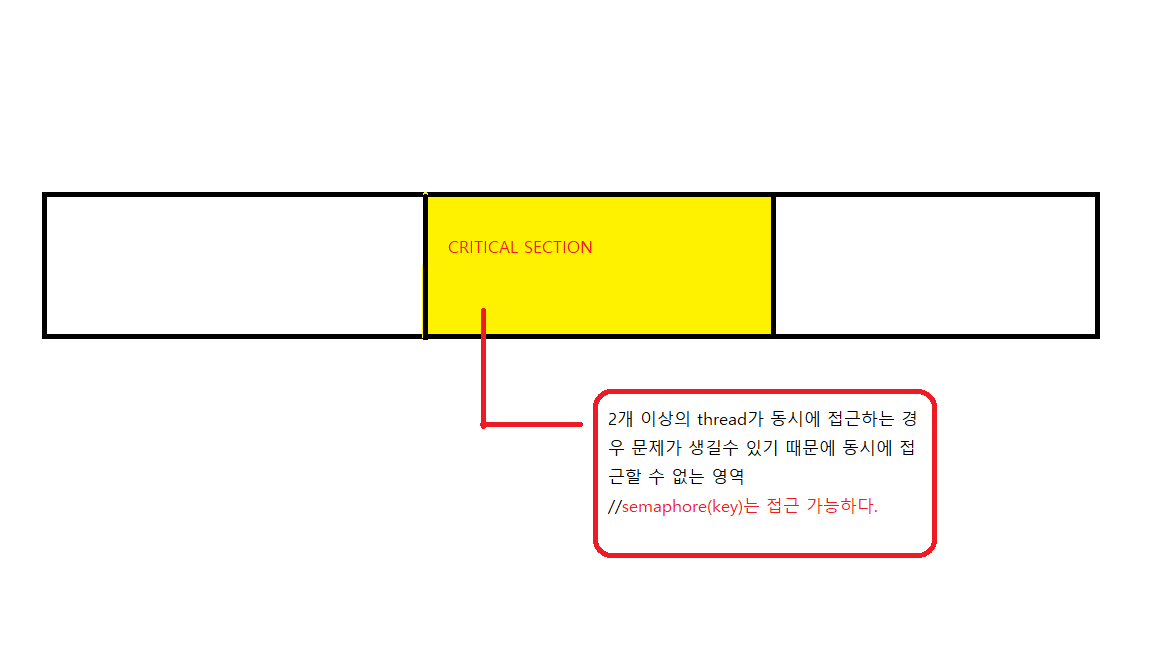 CRITICAL SECTION
2개 이상의 thread가 동시에 접근하는 경
우 문제가 생길수 있기 때문에 동시에 접
근할 수 없는 영역
//semaphore(key)는 접근 가능하다.